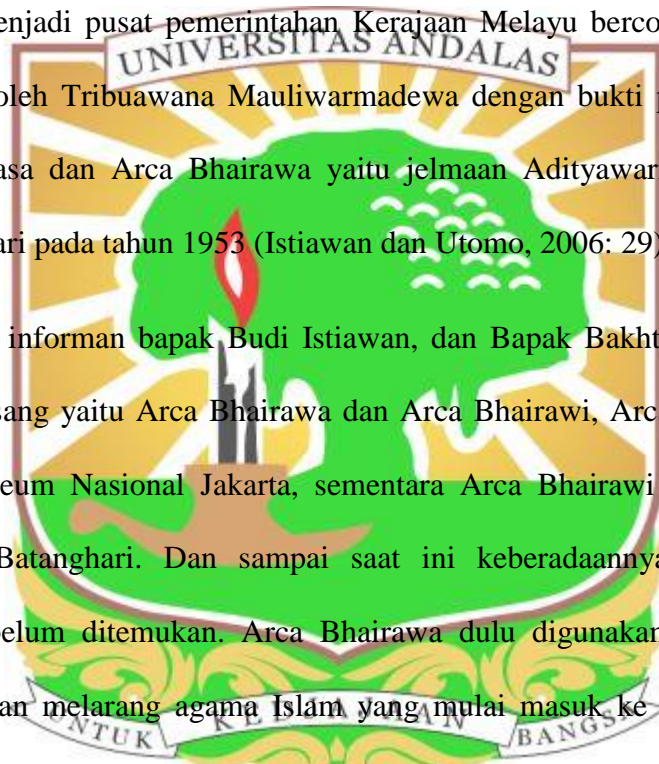 enjadi pusat pemerintahan Kerajaan Melayu berco
UNIVERSITAS ANDALAS
oleh Tribuawana Mauliwarmadewa dengan bukti p
asa dan Arca Bhairawa yaitu jelmaan Adityawar
ari pada tahun 1953 (Istiawan dan Utomo, 2006: 29)
informan bapak Budi Istiawan, dan Bapak Bakht
sang yaitu Arca Bhairawa dan Arca Bhairawi, Arc
eum Nasional Jakarta, sementara Arca Bhairawi
Batanghari. Dan sampai saat ini keberadaannya
elum ditemukan. Arca Bhairawa dulu digunakan
an melarang agama Islam yang mulai masuk ke
UNTUK KEDJAJAAN BANGSA